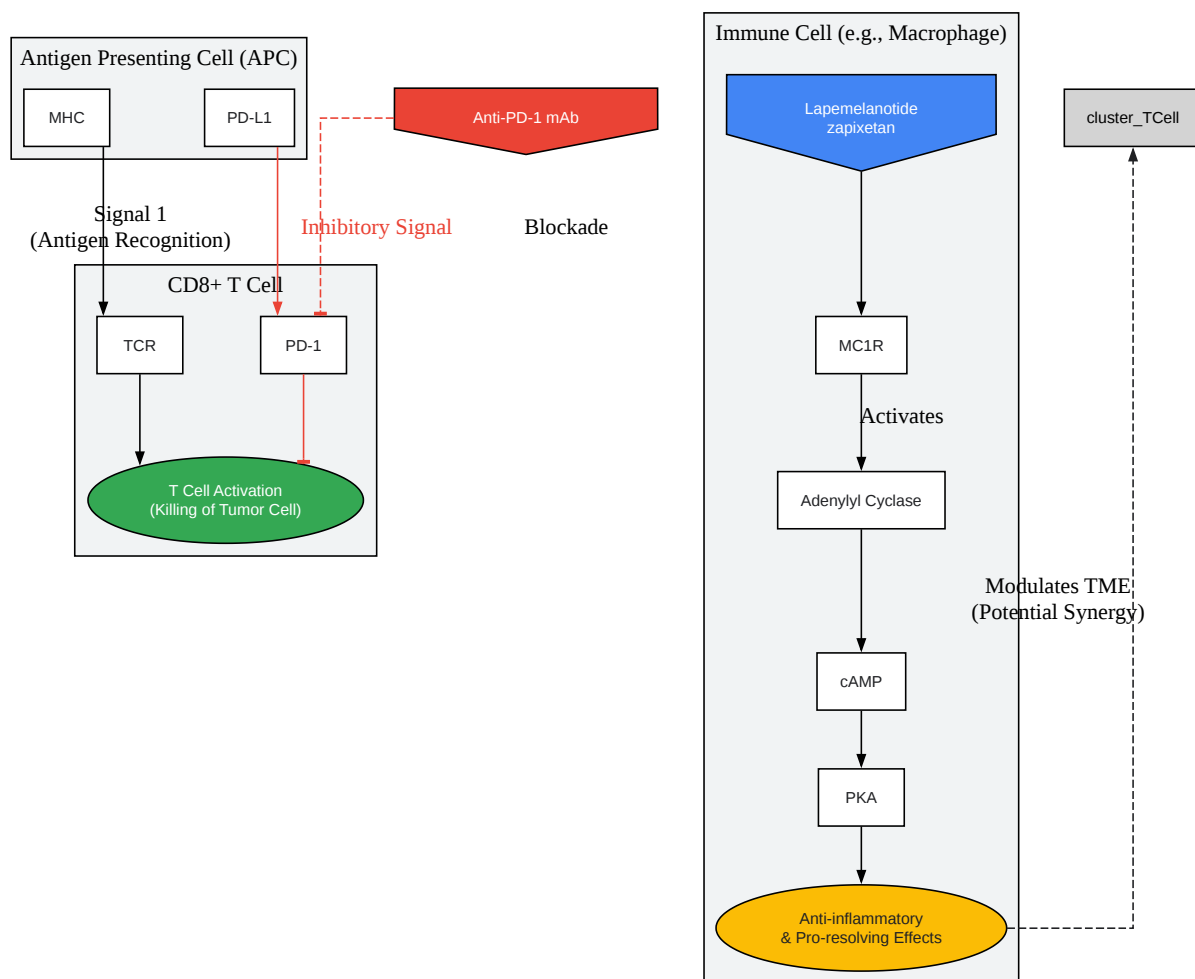 Antigen Presenting Cell (APC)
MHC
PD-L1
Anti-PD-1 mAb
Signal 1
(Antigen Recognition)
Inhibitory Signal
Blockade
CD8+ T Cell
TCR
PD-1
T Cell Activation
(Killing of Tumor Cell)
Immune Cell (e.g., Macrophage)
Lapemelanotide
zapixetan
MC1R
Activates
Adenylyl Cyclase
cAMP
PKA
Anti-inflammatory
& Pro-resolving Effects
Modulates TME
(Potential Synergy)
cluster_TCell